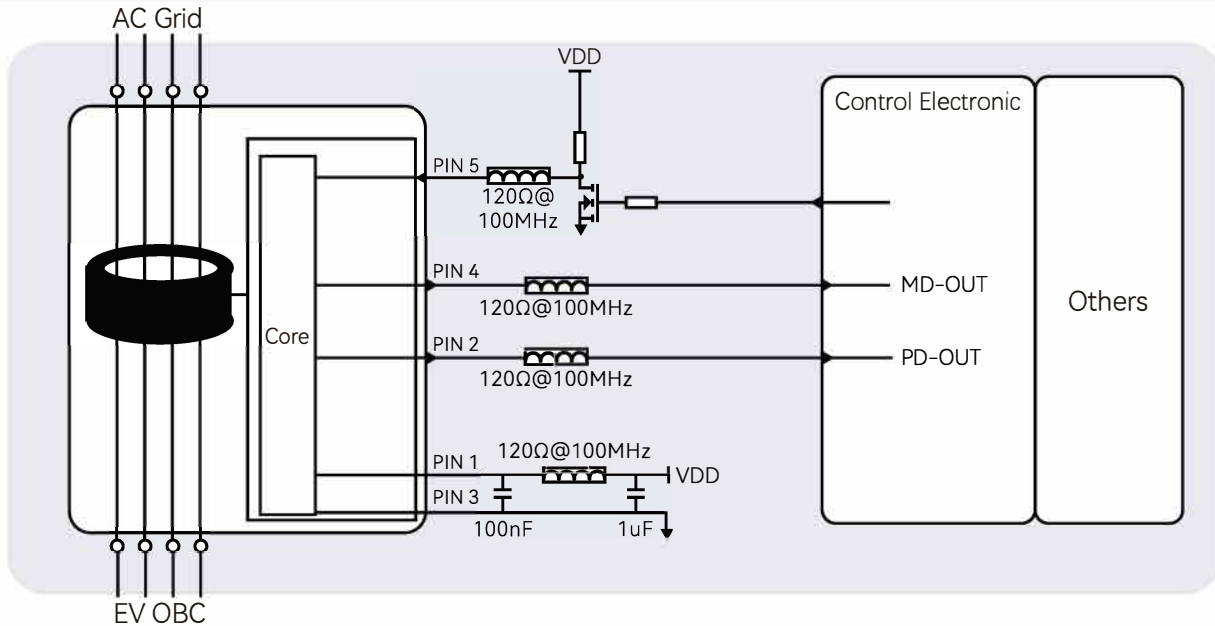 AC Grid
VDD
Control Electronic
PIN 5
120Ω@
100MHz
PIN 4
MD-OUT
120Ω@100MHz
Others
Core
PIN 2
PD-OUT
120Ω@100MHz
120Ω@100MHz
PIN 1
VDD
PIN 3
100nF
1uF
EV OBC